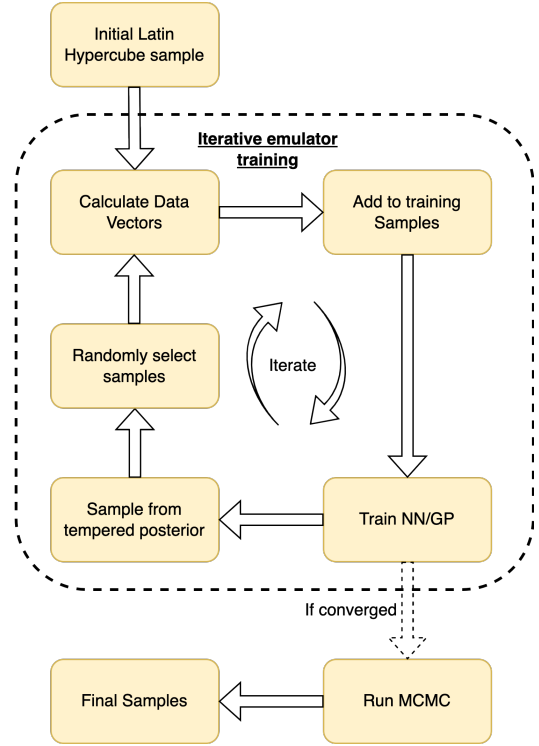 Initial Latin
Hypercube sample
Iterative emulator
training
Calculate Data
Vectors
Add to training
Samples
Randomly select
samples
Iterate
Sample from
tempered posterior
Train NN/GP
If converged
Final Samples
Run MCMC